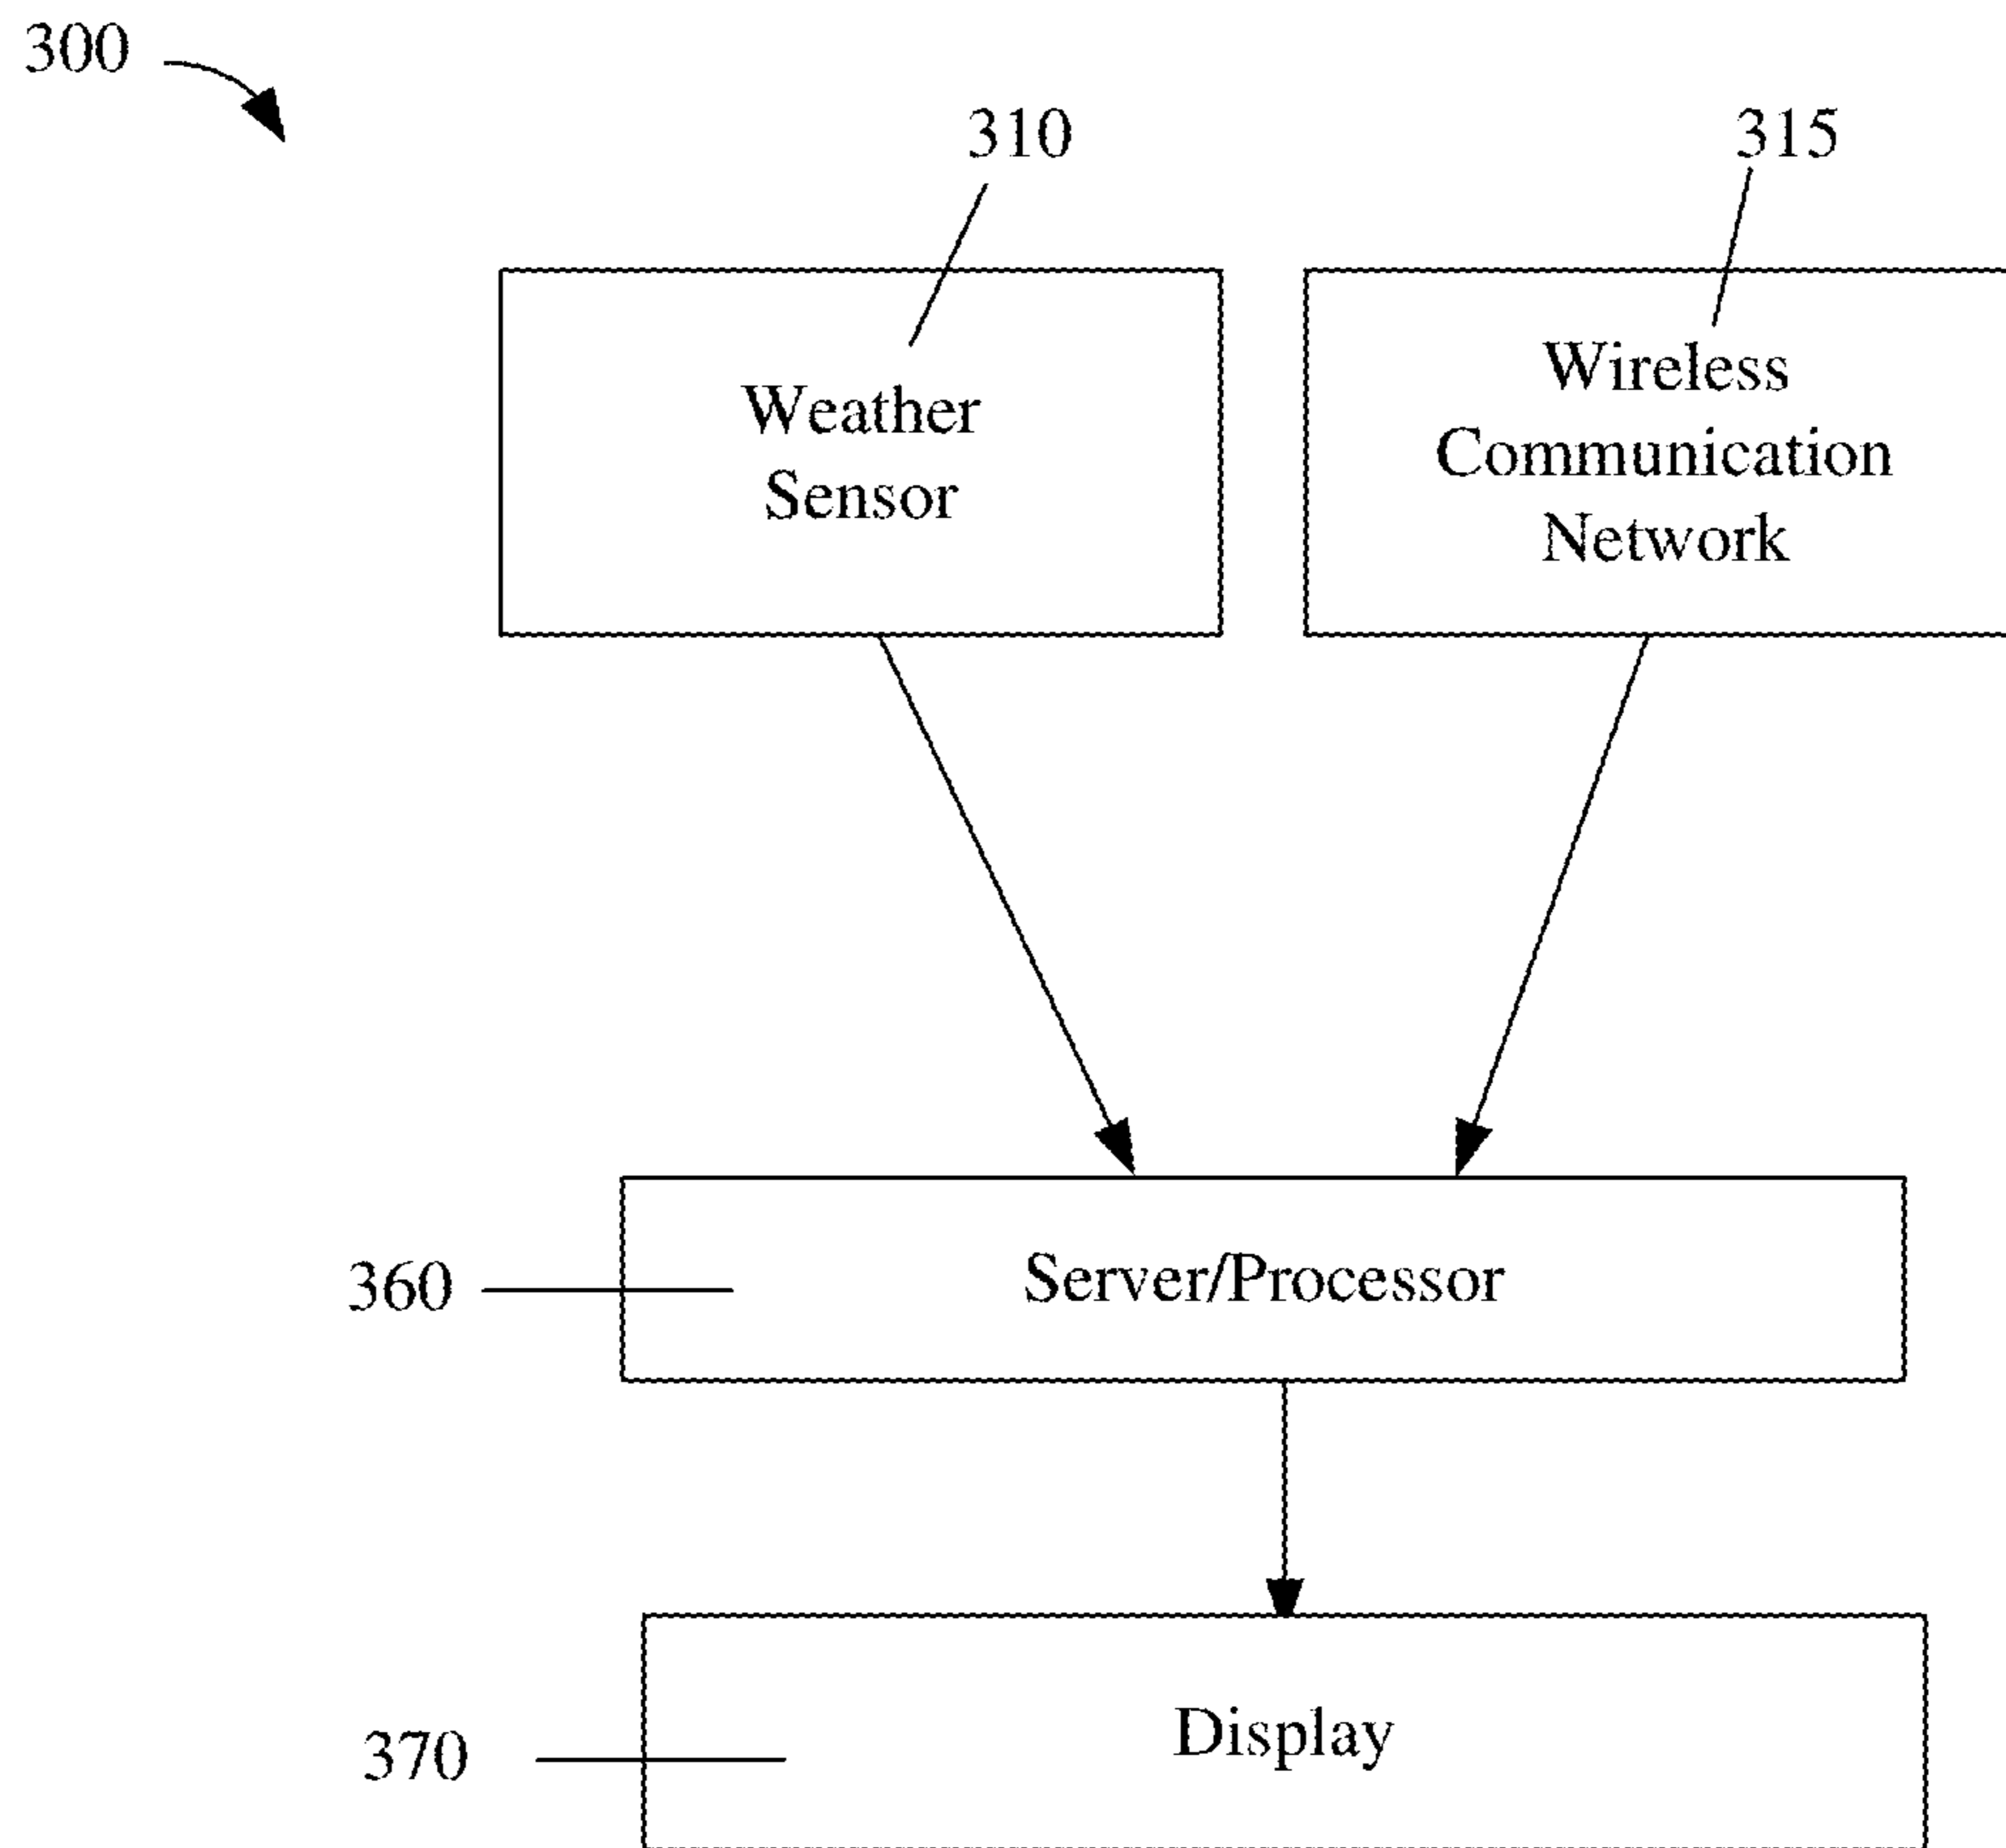 300
310
315
Weather
Sensor
Wireless
Communication
Network
360
Server/Processor
370
Display